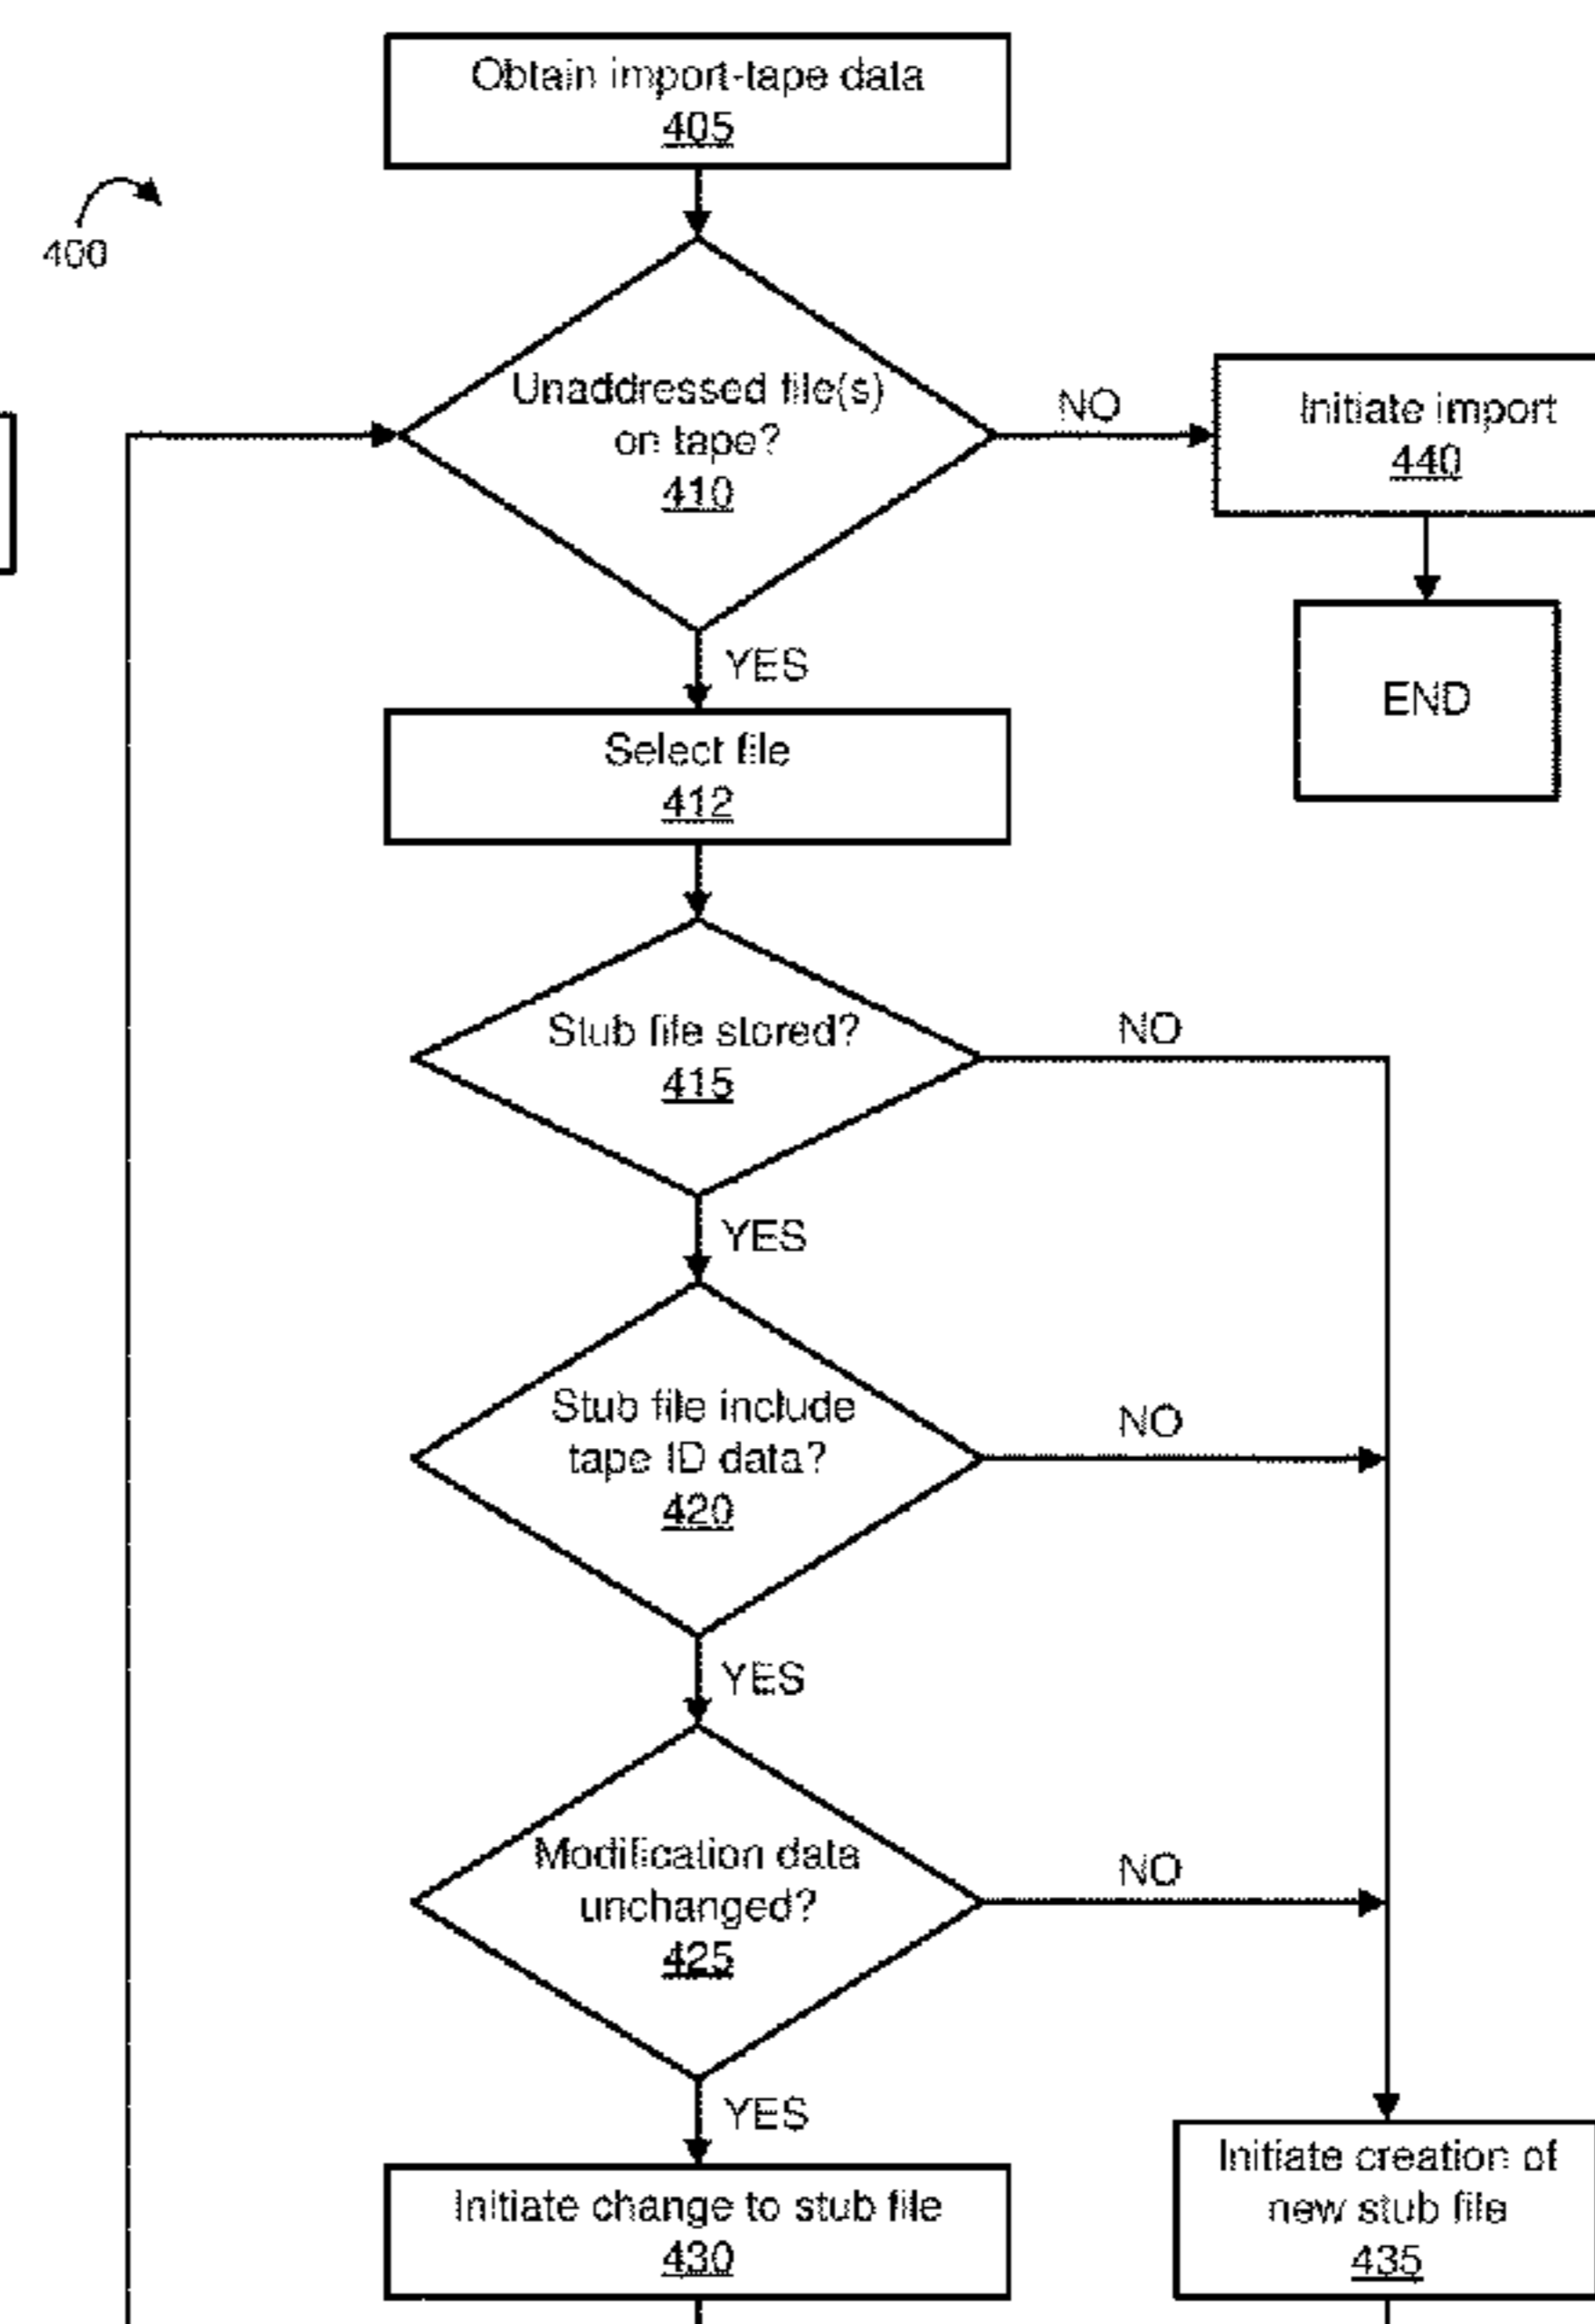 Obtain import-tape data
405
400
Unaddressed file(s)
on tape?
410
NO
Initiate import
440
YES
END
Select file
412
Stub file stored?
415
NO
YES
Stub file include
tape ID data?
420
NO
YES
Modification data
unchanged?
425
NO
YES
Initiate change to stub file
430
Initiate creation of
new stub file
435